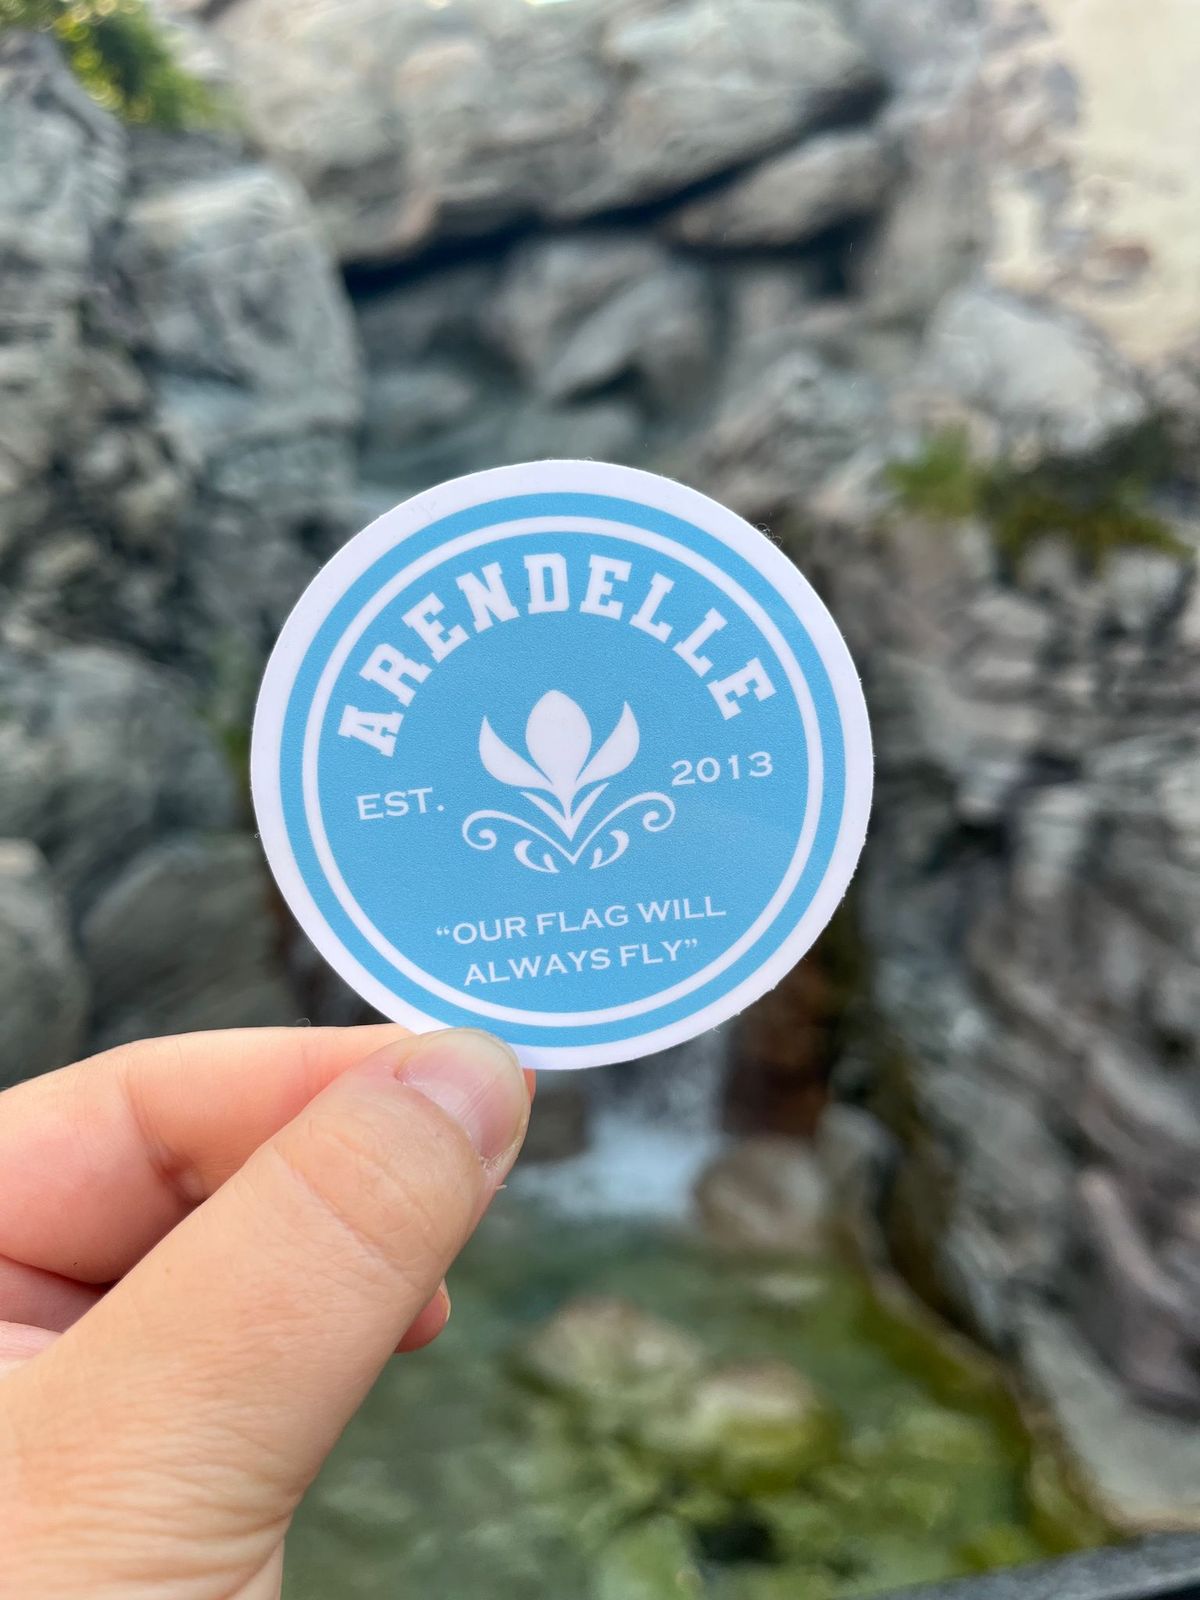 ARENDELLE
EST. 2013
“OUR FLAG WILL
ALWAYS FLY”